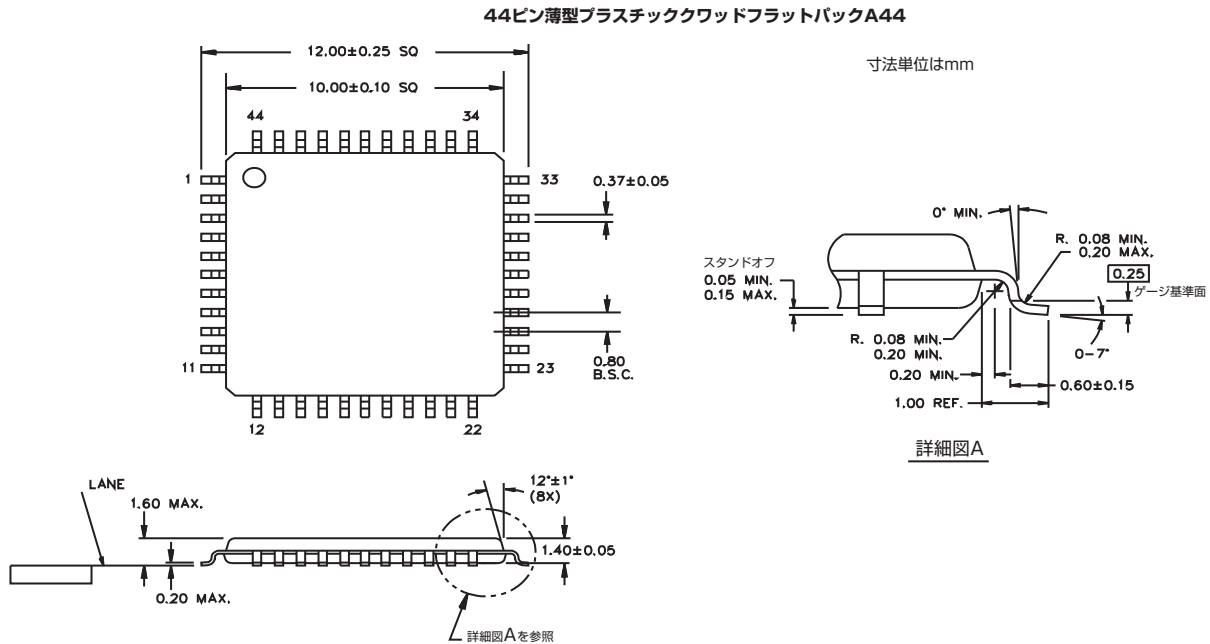 44ピン薄型プラスチッククワッドフラットパックA44
寸法単位はmm
12.00±0.25 SQ
10.00±0.10 SQ
44
34
1
33
0.37±0.05
11
23
0.80
B.S.C.
12
22
0° MIN.
R. 0.08 MIN.
0.20 MAX.
スタンドオフ
0.05 MIN.
0.15 MAX.
0.25
ゲージ基準面
R. 0.08 MIN.
0.20 MIN.
0-7°
0.20 MIN.
0.60±0.15
1.00 REF.
詳細図A
LANE
1.60 MAX.
12°±1°
(8X)
1.40±0.05
0.20 MAX.
詳細図Aを参照